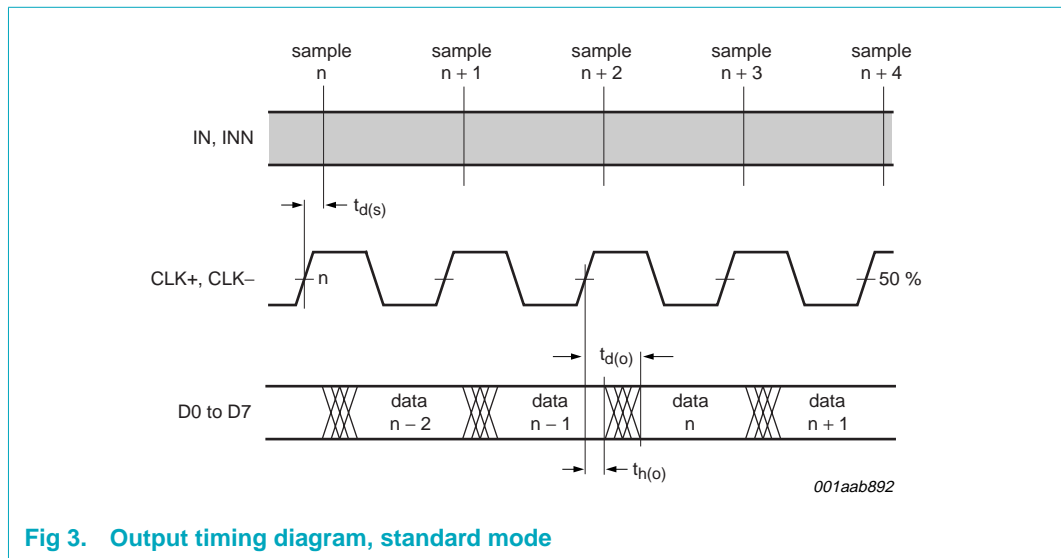 sample sample sample sample sample
n n + 1 n + 2 n + 3 n + 4
IN, INN
td(s)
CLK+, CLK− n 50 %
td(o)
D0 to D7 data data data data
n − 2 n − 1 n n + 1
th(o)
001aab892
Fig 3. Output timing diagram, standard mode